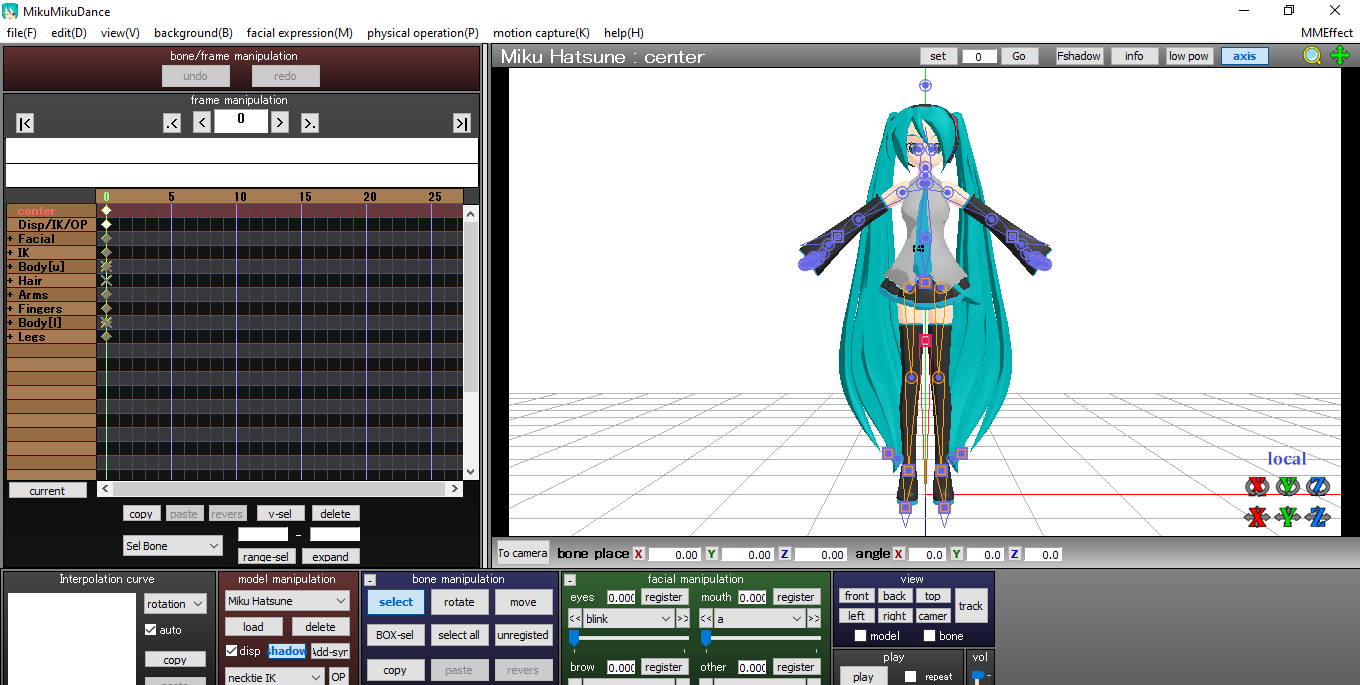 MikuMikuDance
file(F) edit(D) view(V) background(B) facial expression(M) physical operation(P) motion capture(K) help(H) MMEffect
bone/frame manipulation
undo redo
frame manipulation
|< .< < 0 > >. >|
0 5 10 15 20 25
center
Disp/IK/OP
+ Facial
+ IK
+ Body[u]
+ Hair
+ Arms
+ Fingers
+ Body[l]
+ Legs
current < >
copy paste revers v-sel delete
Sel Bone -
range-sel expand
Miku Hatsune : center set 0 Go Fshadow info low pow axis
local
X Y Z
X Y Z
To camera bone place X 0.00 Y 0.00 Z 0.00 angle X 0.0 Y 0.0 Z 0.0
Interpolation curve
rotation
auto
copy
model manipulation
Miku Hatsune
load delete
disp shadow Add-syn
necktie IK OP
- bone manipulation
select rotate move
BOX-sel select all unregisted
copy paste revers
- facial manipulation
eyes 0.000 register mouth 0.000 register
<< blink >> << a >>
brow 0.000 register other 0.000 register
view
front back top track
left right camer
model bone
play
play repeat
vol
-